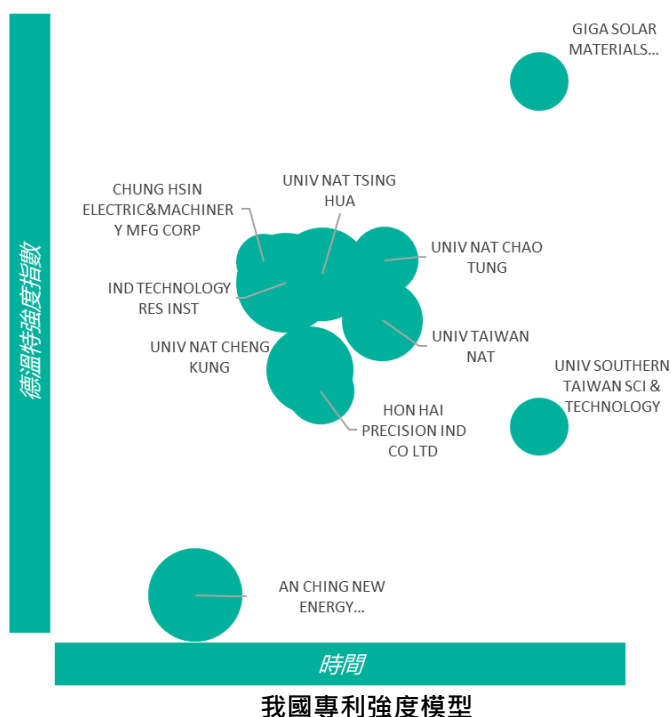 GIGA SOLAR
MATERIALS…
UNIV NAT TSING
HUA
CHUNG HSIN
ELECTRIC&MACHINER
Y MFG CORP
UNIV NAT CHAO
TUNG
IND TECHNOLOGY
RES INST
UNIV NAT CHENG
KUNG
UNIV TAIWAN
NAT
UNIV SOUTHERN
TAIWAN SCI &
TECHNOLOGY
HON HAI
PRECISION IND
CO LTD
AN CHING NEW
ENERGY…
德溫特強度指數
時間
我國專利強度模型